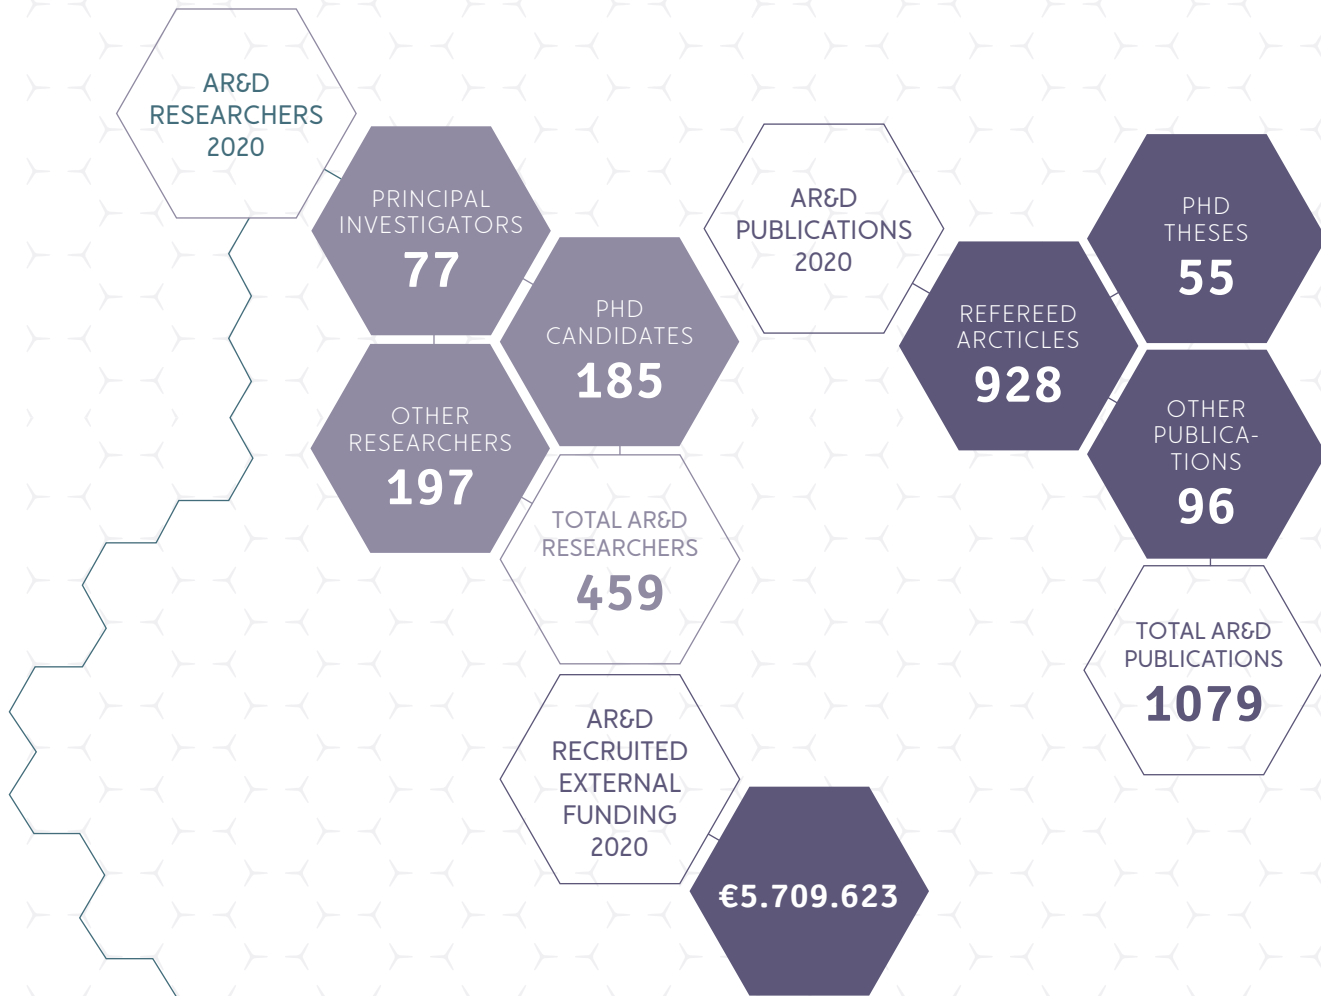 AR&D
RESEARCHERS
2020
PRINCIPAL
INVESTIGATORS
77
PHD
CANDIDATES
185
OTHER
RESEARCHERS
197
TOTAL AR&D
RESEARCHERS
459
AR&D
PUBLICATIONS
2020
REFEREED
ARCTICLES
928
PHD
THESES
55
OTHER
PUBLICA-
TIONS
96
TOTAL AR&D
PUBLICATIONS
1079
AR&D
RECRUITED
EXTERNAL
FUNDING
2020
€5.709.623